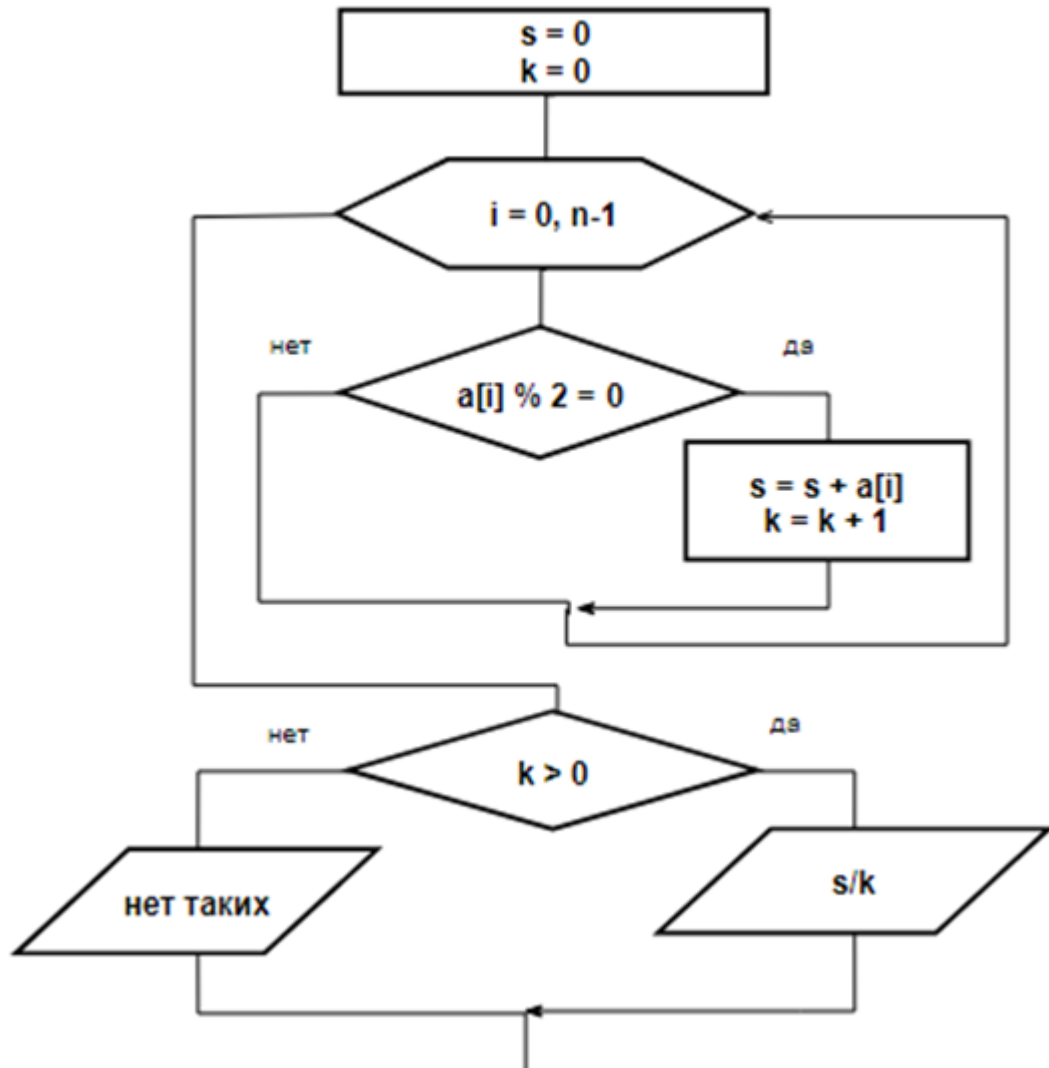 s = 0
k = 0
i = 0, n-1
нет
да
a[i] % 2 = 0
s = s + a[i]
k = k + 1
нет
да
k > 0
нет таких
s/k